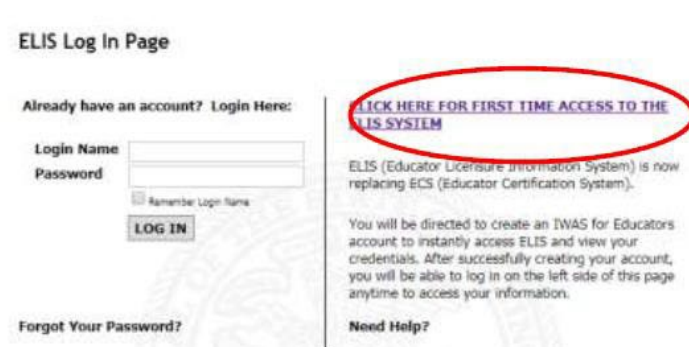 ELIS Log In Page
Already have an account? Login Here:
Login Name
Password
Remember Login Name
LOG IN
Forgot Your Password?
CLICK HERE FOR FIRST TIME ACCESS TO THE
ELIS SYSTEM
ELIS (Educator Licensure Information System) is now
replacing ECS (Educator Certification System).
You will be directed to create an IWAS for Educators
account to instantly access ELIS and view your
credentials. After successfully creating your account,
you will be able to log in on the left side of this page
anytime to access your information.
Need Help?